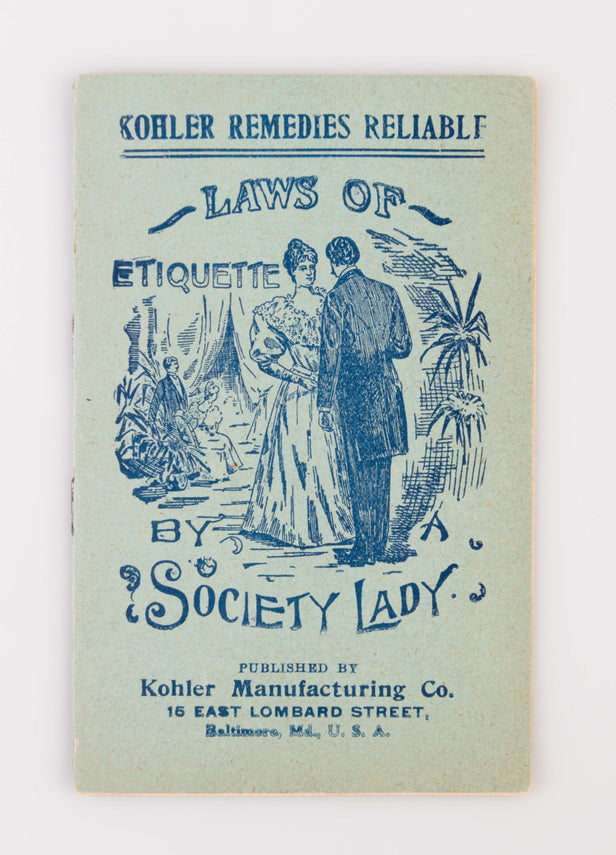 KOHLER REMEDIES RELIABLE
LAWS OF
ETIQUETTE
BY A
SOCIETY LADY.
PUBLISHED BY
Kohler Manufacturing Co.
15 EAST LOMBARD STREET,
Baltimore, Md., U. S. A.